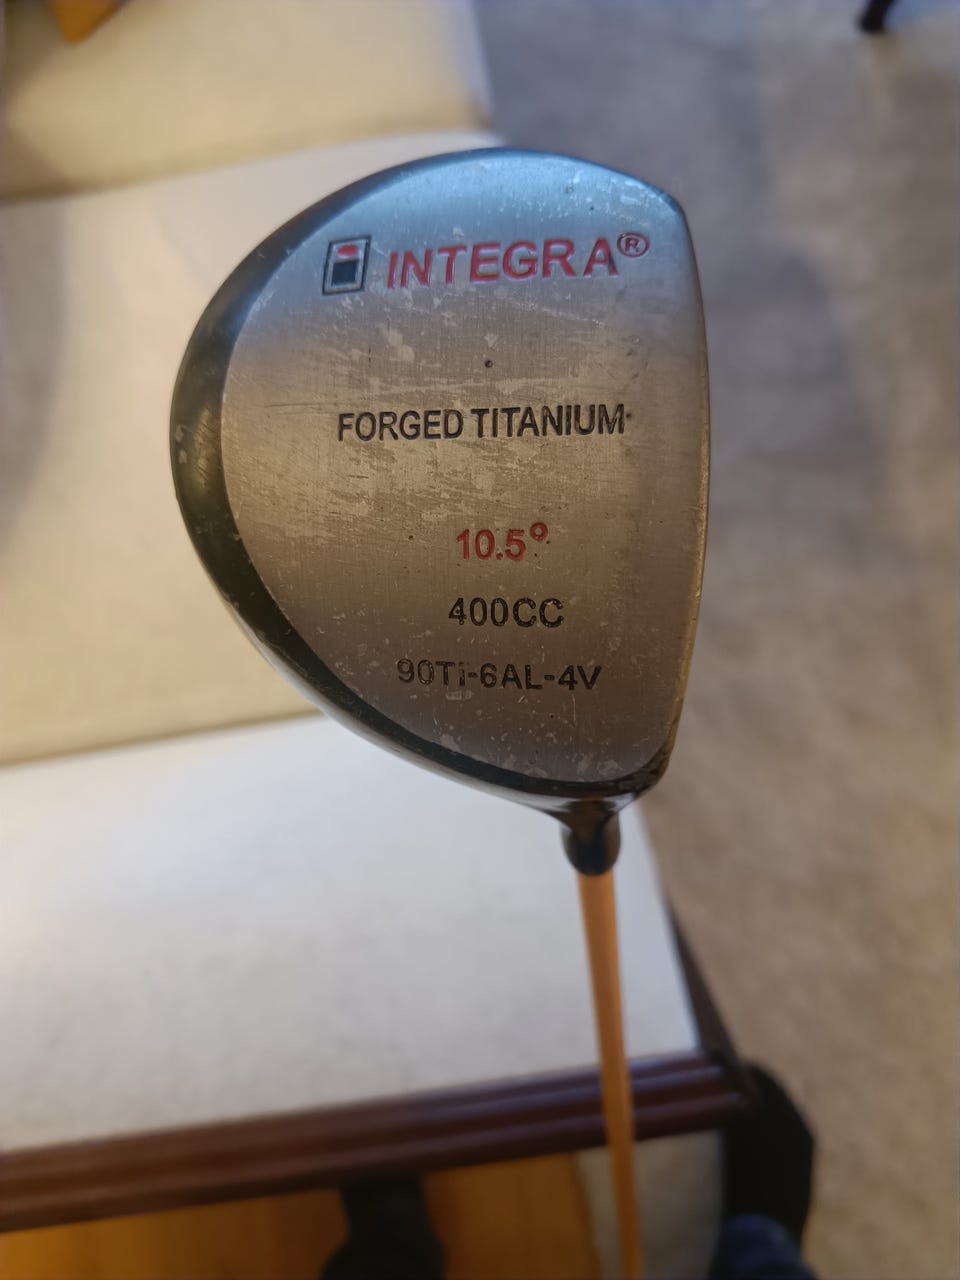 INTEGRA®
FORGED TITANIUM
10.5°
400CC
90Ti-6AL-4V